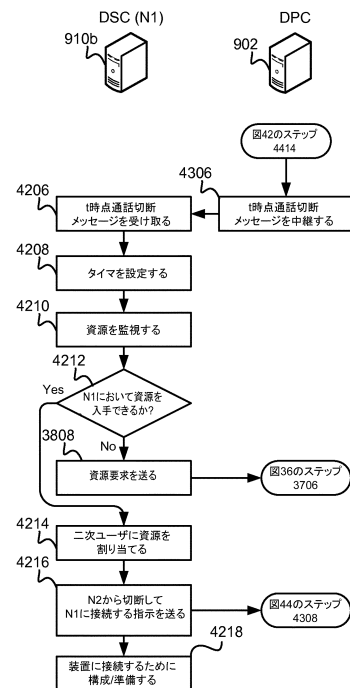 DSC (N1)
DPC
910b
902
図42のステップ
4414
4306
4206
t時点通話切断
メッセージを受け取る
t時点通話切断
メッセージを中継する
4208
タイマを設定する
4210
資源を監視する
4212
Yes
N1において資源を
入手できるか?
3808
No
資源要求を送る
図36のステップ
3706
4214
二次ユーザに資源を
割り当てる
4216
N2から切断して
N1に接続する指示を送る
図44のステップ
4308
4218
装置に接続するために
構成/準備する